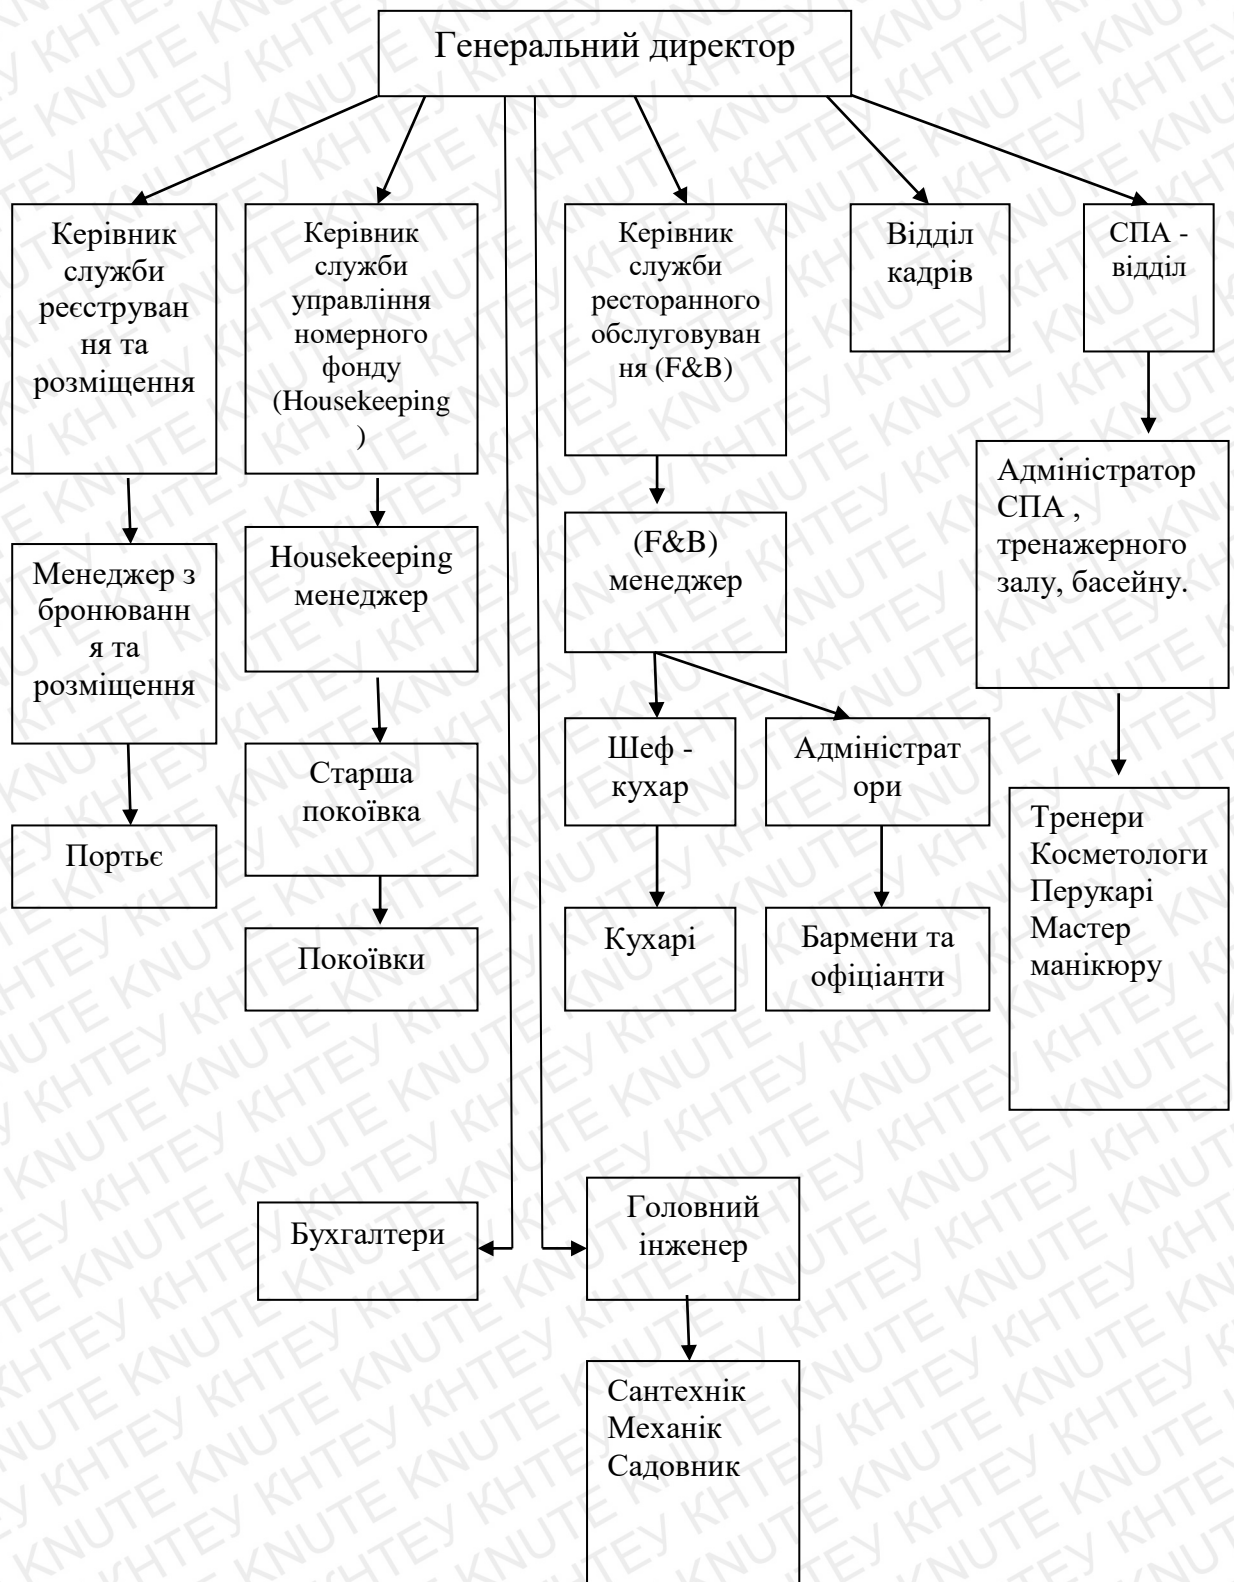 Генеральний директор
Керівник
служби
реєструван
ня та
розміщення
Керівник
служби
управління
номерного
фонду
(Housekeeping
)
Керівник
служби
ресторанного
обслуговуван
ня (F&B)
Відділ
кадрів
СПА -
відділ
Менеджер з
бронюванн
я та
розміщення
Housekeeping
менеджер
(F&B)
менеджер
Адміністратор
СПА ,
тренажерного
залу, басейну.
Портьє
Старша
покоївка
Шеф -
кухар
Адміністрат
ори
Тренери
Косметологи
Перукарі
Мастер
манікюру
Покоївки
Кухарі
Бармени та
офіціанти
Бухгалтери
Головний
інженер
Сантехнік
Механік
Садовник